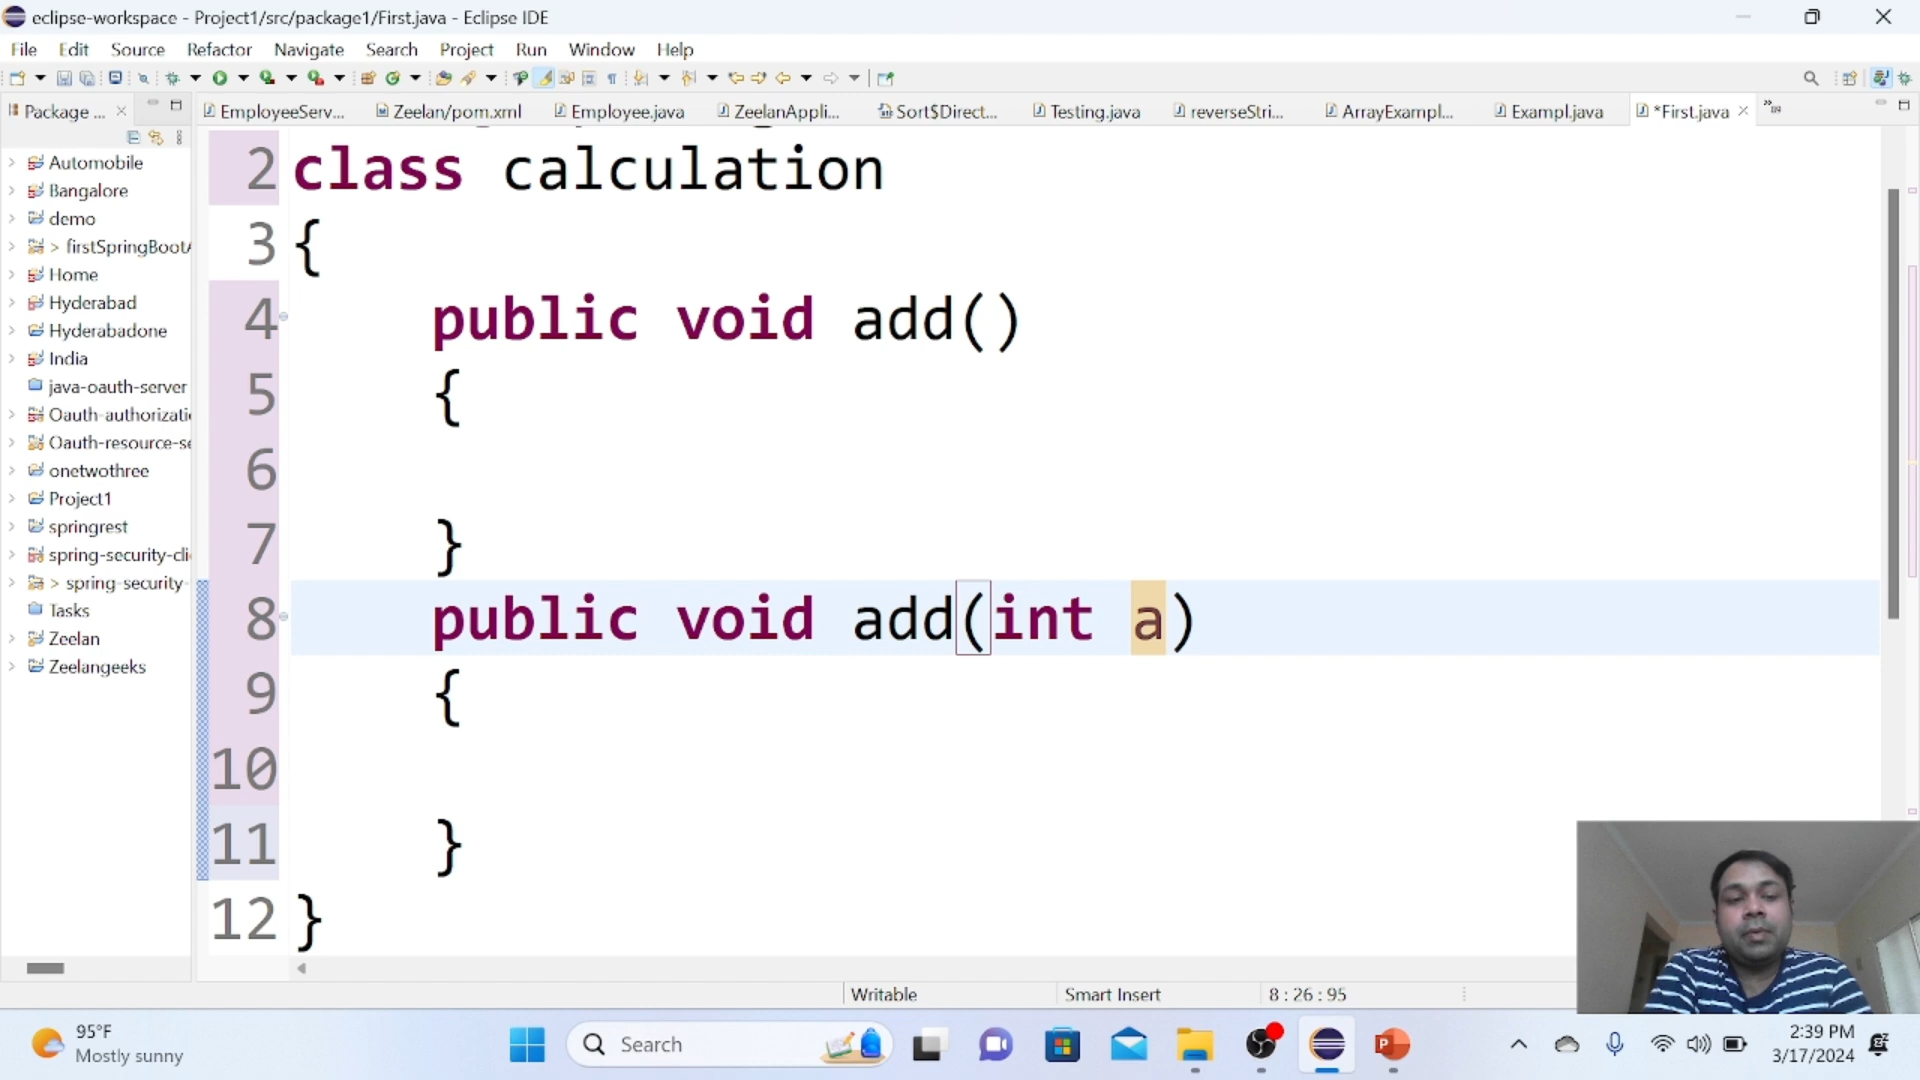 eclipse-workspace - Project1/src/package1/First.java - Eclipse IDE
File Edit Source Refactor Navigate Search Project Run Window Help
Package ...
EmployeeServ... Zeelan/pom.xml Employee.java ZeelanAppli... Sort$Direct... Testing.java reverseStri... ArrayExampl... Exampl.java *First.java
Automobile
Bangalore
demo
> firstSpringBootA
Home
Hyderabad
Hyderabadone
India
java-oauth-server
Oauth-authorizatio
Oauth-resource-se
onetwothree
Project1
springrest
spring-security-cli
> spring-security-
Tasks
Zeelan
Zeelangeeks
2 class calculation
3 {
4 public void add()
5 {
6
7 }
8 public void add(int a)
9 {
10
11 }
12 }
Writable Smart Insert 8 : 26 : 95
95°F
Mostly sunny
Search
2:39 PM
3/17/2024